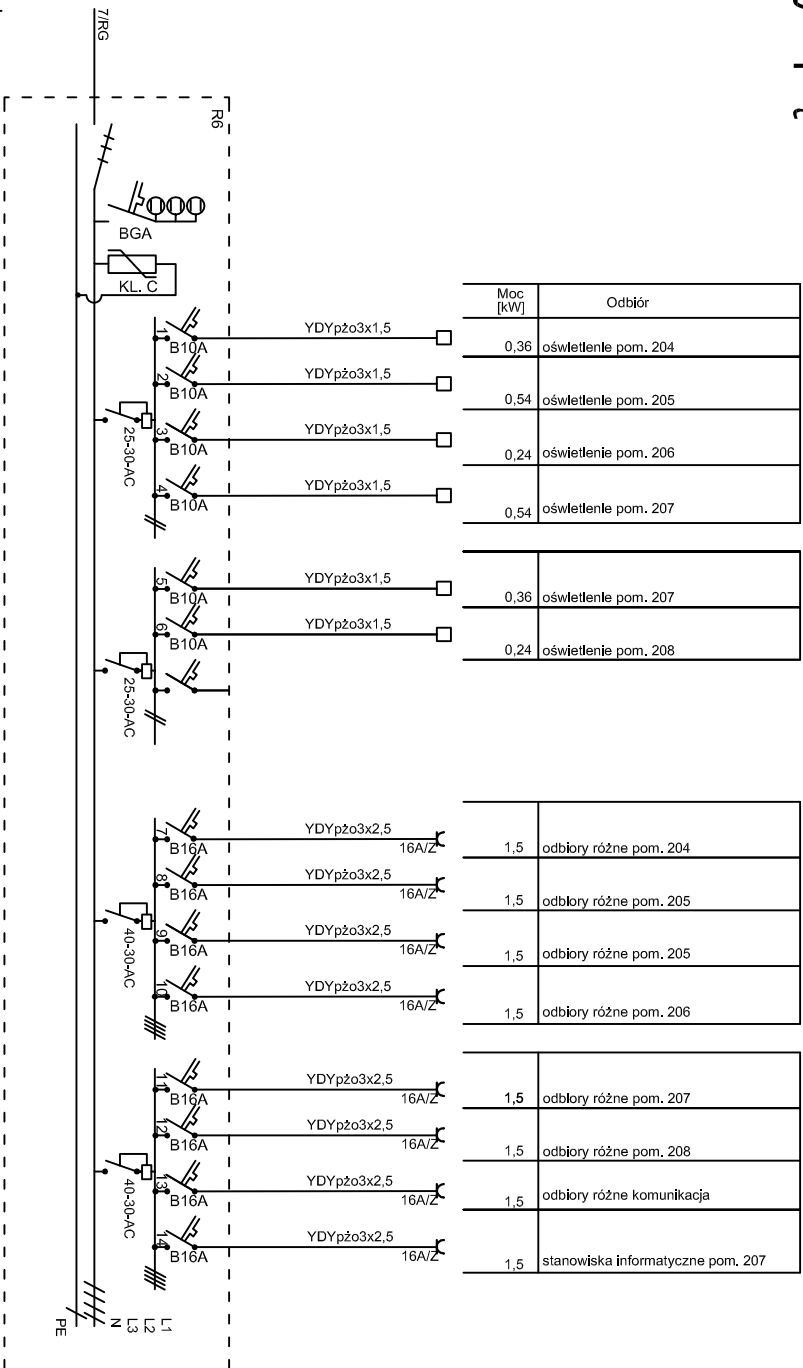 7/RG
R6
BGA
KL. C
Moc [kW]
Odbiór
1
B10A
YDYpżo3x1,5
0,36
oświetlenie pom. 204
2
B10A
YDYpżo3x1,5
0,54
oświetlenie pom. 205
25-30-AC
3
B10A
YDYpżo3x1,5
0,24
oświetlenie pom. 206
4
B10A
YDYpżo3x1,5
0,54
oświetlenie pom. 207
5
B10A
YDYpżo3x1,5
0,36
oświetlenie pom. 207
6
B10A
YDYpżo3x1,5
0,24
oświetlenie pom. 208
25-30-AC
7
B16A
YDYpżo3x2,5
16A/Z
1,5
odbiory różne pom. 204
8
B16A
YDYpżo3x2,5
16A/Z
1,5
odbiory różne pom. 205
40-30-AC
9
B16A
YDYpżo3x2,5
16A/Z
1,5
odbiory różne pom. 205
10
B16A
YDYpżo3x2,5
16A/Z
1,5
odbiory różne pom. 206
11
B16A
YDYpżo3x2,5
16A/Z
1,5
odbiory różne pom. 207
12
B16A
YDYpżo3x2,5
16A/Z
1,5
odbiory różne pom. 208
40-30-AC
13
B16A
YDYpżo3x2,5
16A/Z
1,5
odbiory różne komunikacja
14
B16A
YDYpżo3x2,5
16A/Z
1,5
stanowiska informatyczne pom. 207
L1
L2
L3
N
PE